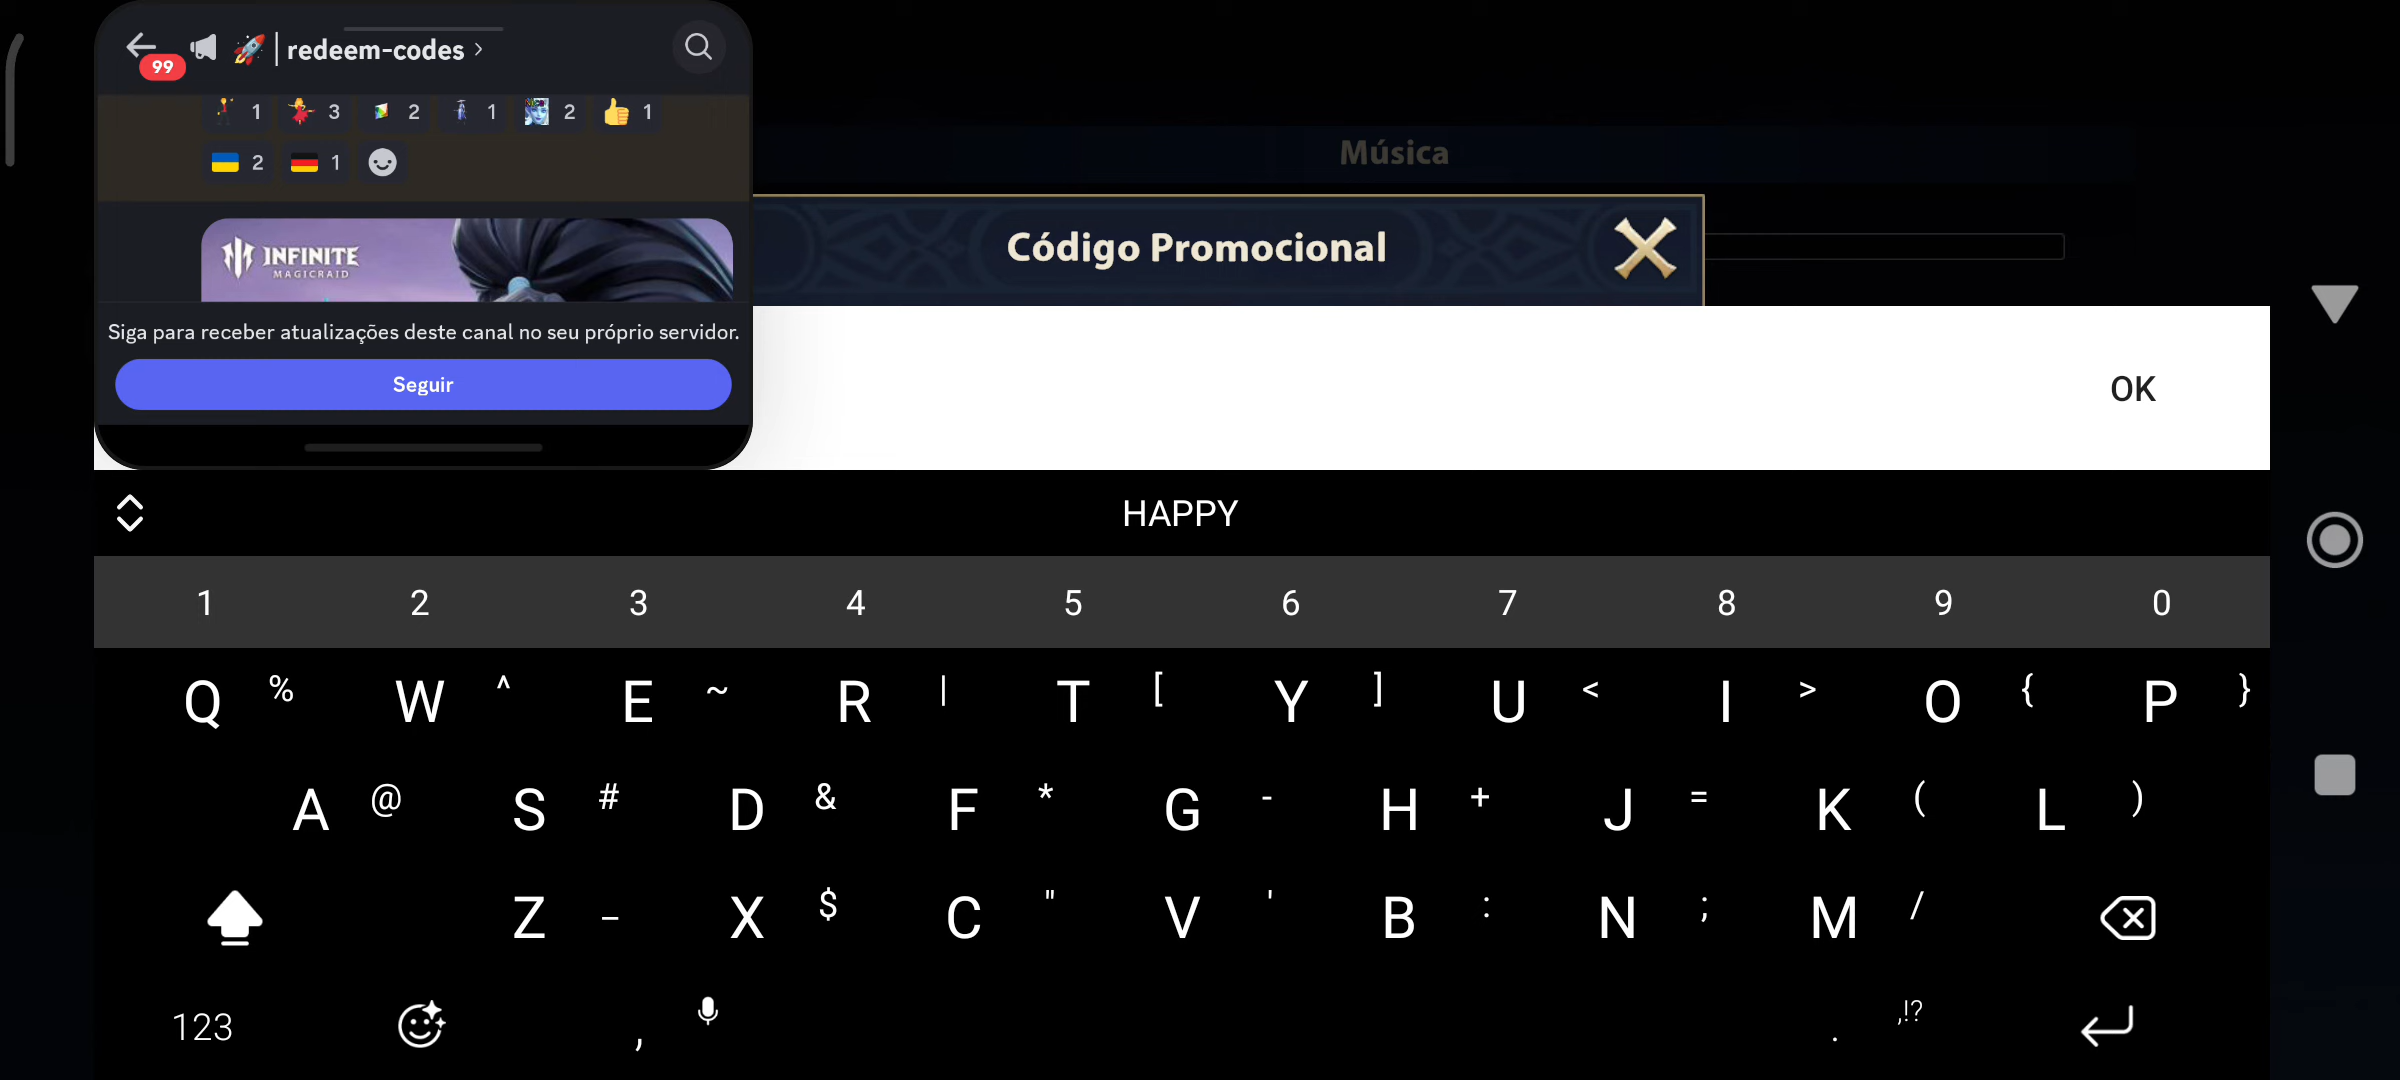 99 | redeem-codes >
1 3 2 1 2 1
2 1
Música
INFINITE
MAGICRAID
Código Promocional
Siga para receber atualizações deste canal no seu próprio servidor.
Seguir
OK
HAPPY
1 2 3 4 5 6 7 8 9 0
Q % W ^ E ~ R | T [ Y ] U < I > O { P }
A @ S # D & F * G - H + J = K ( L )
Z _ X $ C " V ' B : N ; M /
123 , . ,!?